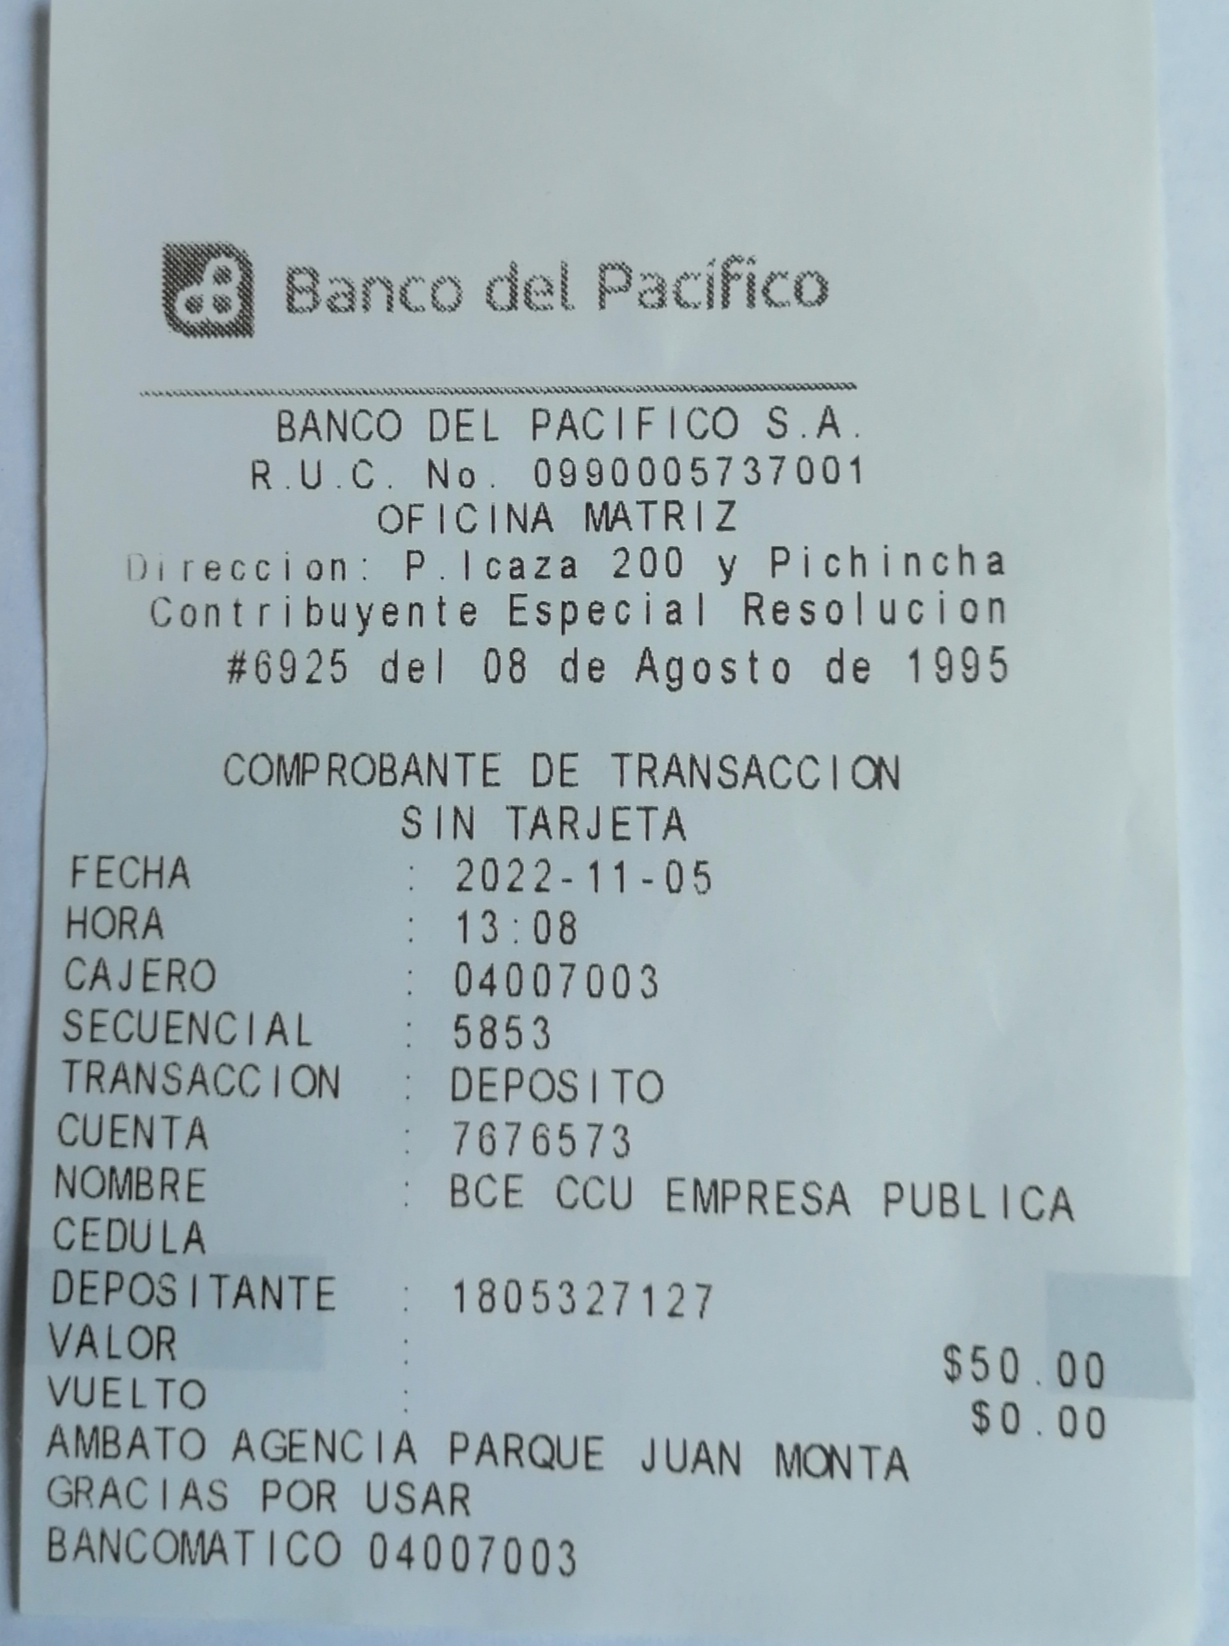 Banco del Pacífico
BANCO DEL PACIFICO S.A.
R.U.C. No. 0990005737001
OFICINA MATRIZ
Direccion: P.Icaza 200 y Pichincha
Contribuyente Especial Resolucion
#6925 del 08 de Agosto de 1995
COMPROBANTE DE TRANSACCION
SIN TARJETA
FECHA : 2022-11-05
HORA : 13:08
CAJERO : 04007003
SECUENCIAL : 5853
TRANSACCION : DEPOSITO
CUENTA : 7676573
NOMBRE : BCE CCU EMPRESA PUBLICA
CEDULA
DEPOSITANTE : 1805327127
VALOR : $50.00
VUELTO : $0.00
AMBATO AGENCIA PARQUE JUAN MONTA
GRACIAS POR USAR
BANCOMATICO 04007003